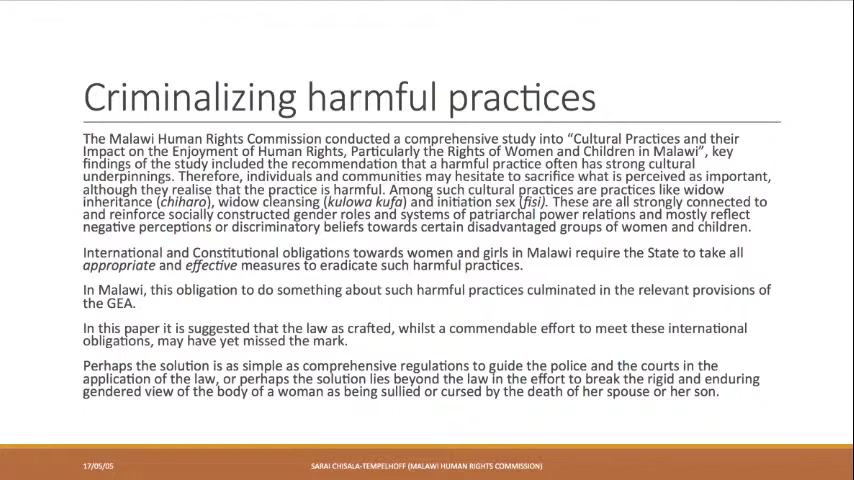 Criminalizing harmful practices
The Malawi Human Rights Commission conducted a comprehensive study into “Cultural Practices and their
Impact on the Enjoyment of Human Rights, Particularly the Rights of Women and Children in Malawi”, key
findings of the study included the recommendation that a harmful practice often has strong cultural
underpinnings. Therefore, individuals and communities may hesitate to sacrifice what is perceived as important,
although they realise that the practice is harmful. Among such cultural practices are practices like widow
inheritance (chiharo), widow cleansing (kulowa kufa) and initiation sex (fisi). These are all strongly connected to
and reinforce socially constructed gender roles and systems of patriarchal power relations and mostly reflect
negative perceptions or discriminatory beliefs towards certain disadvantaged groups of women and children.
International and Constitutional obligations towards women and girls in Malawi require the State to take all
appropriate and effective measures to eradicate such harmful practices.
In Malawi, this obligation to do something about such harmful practices culminated in the relevant provisions of
the GEA.
In this paper it is suggested that the law as crafted, whilst a commendable effort to meet these international
obligations, may have yet missed the mark.
Perhaps the solution is as simple as comprehensive regulations to guide the police and the courts in the
application of the law, or perhaps the solution lies beyond the law in the effort to break the rigid and enduring
gendered view of the body of a woman as being sullied or cursed by the death of her spouse or her son.
17/05/05
SARAI CHISALA-TEMPELHOFF (MALAWI HUMAN RIGHTS COMMISSION)